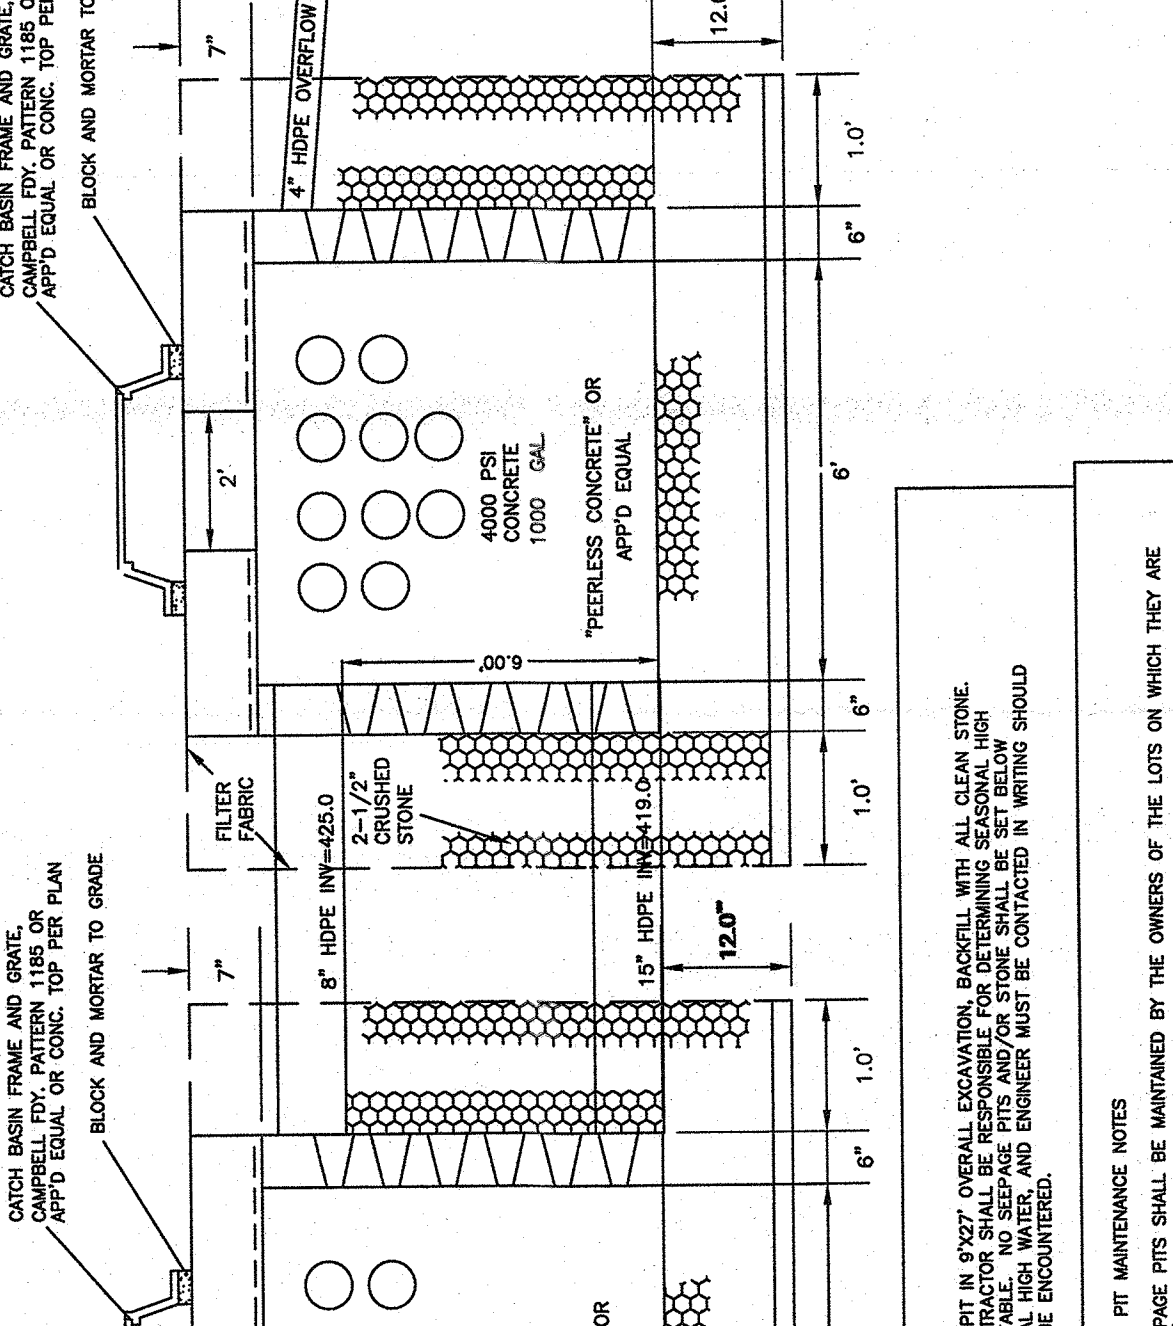 CATCH BASIN FRAME AND GRATE,
CAMPBELL FDY. PATTERN 1185 OR
APP'D EQUAL OR CONC. TOP PER PLAN
BLOCK AND MORTAR TO GRADE
7"
FILTER
FABRIC
8" HDPE INV=425.0
2-1/2"
CRUSHED
STONE
15" HDPE INV=419.0
12.0"'
1.0'
6"
OR
CATCH BASIN FRAME AND GRATE,
CAMPBELL FDY. PATTERN 1185 O
APP'D EQUAL OR CONC. TOP PER
BLOCK AND MORTAR TO
7"
2'
4" HDPE OVERFLOW
6.00'
4000 PSI
CONCRETE
1000 GAL
"PEERLESS CONCRETE" OR
APP'D EQUAL
12.0
1.0'
6"
6'
6"
1.0'
PIT IN 9'X27' OVERALL EXCAVATION, BACKFILL WITH ALL CLEAN STONE.
TRACTOR SHALL BE RESPONSIBLE FOR DETERMINING SEASONAL HIGH
TABLE. NO SEEPAGE PITS AND/OR STONE SHALL BE SET BELOW
AL HIGH WATER, AND ENGINEER MUST BE CONTACTED IN WRITING SHOULD
E ENCOUNTERED.
PIT MAINTENANCE NOTES
PAGE PITS SHALL BE MAINTAINED BY THE OWNERS OF THE LOTS ON WHICH THEY ARE